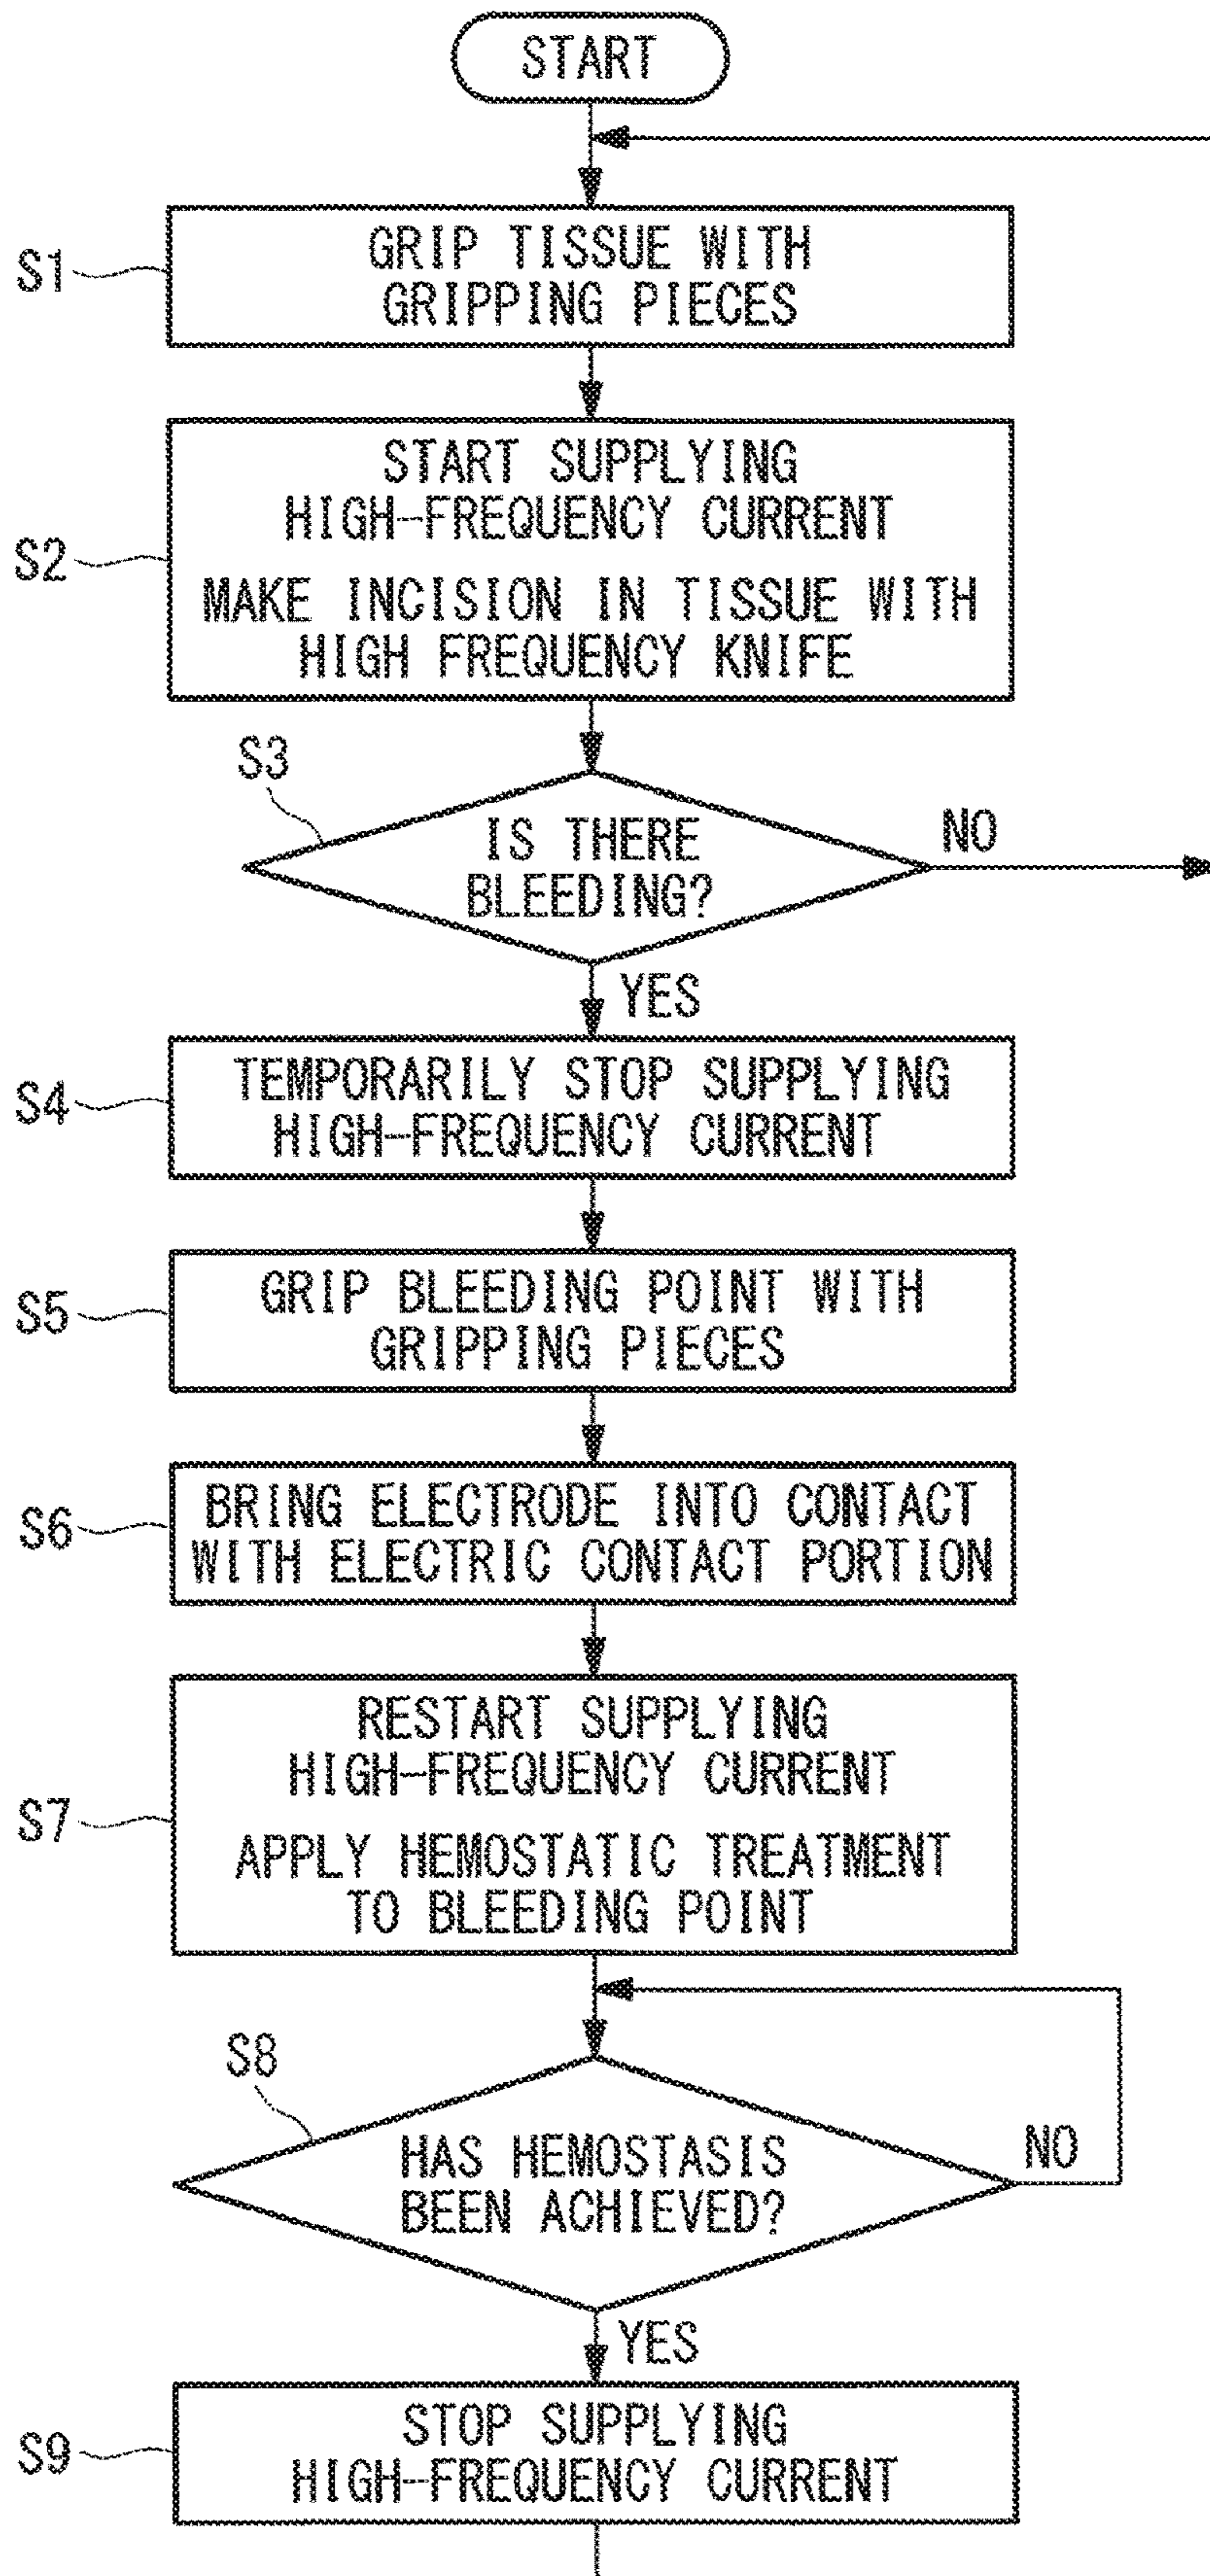 START
S1
GRIP TISSUE WITH
GRIPPING PIECES
S2
START SUPPLYING
HIGH-FREQUENCY CURRENT
MAKE INCISION IN TISSUE WITH
HIGH FREQUENCY KNIFE
S3
IS THERE
BLEEDING?
NO
YES
S4
TEMPORARILY STOP SUPPLYING
HIGH-FREQUENCY CURRENT
S5
GRIP BLEEDING POINT WITH
GRIPPING PIECES
S6
BRING ELECTRODE INTO CONTACT
WITH ELECTRIC CONTACT PORTION
S7
RESTART SUPPLYING
HIGH-FREQUENCY CURRENT
APPLY HEMOSTATIC TREATMENT
TO BLEEDING POINT
S8
HAS HEMOSTASIS
BEEN ACHIEVED?
NO
YES
S9
STOP SUPPLYING
HIGH-FREQUENCY CURRENT